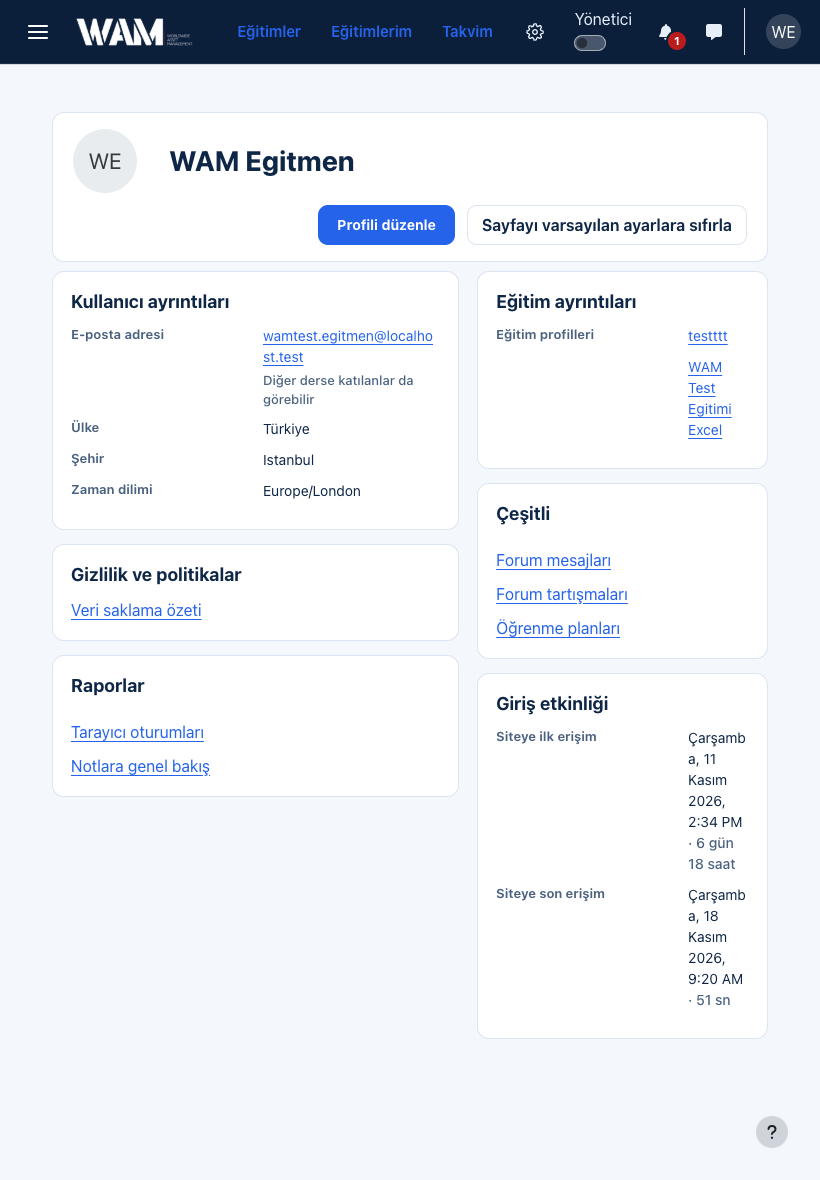 WAM
WORLDWIDE
ASSET
MANAGEMENT
Eğitimler
Eğitimlerim
Takvim
Yönetici
1
WE
WE
WAM Egitmen
Profili düzenle
Sayfayı varsayılan ayarlara sıfırla
Kullanıcı ayrıntıları
E-posta adresi
wamtest.egitmen@localho
st.test
Diğer derse katılanlar da
görebilir
Ülke
Türkiye
Şehir
Istanbul
Zaman dilimi
Europe/London
Gizlilik ve politikalar
Veri saklama özeti
Raporlar
Tarayıcı oturumları
Notlara genel bakış
Eğitim ayrıntıları
Eğitim profilleri
testttt
WAM
Test
Egitimi
Excel
Çeşitli
Forum mesajları
Forum tartışmaları
Öğrenme planları
Giriş etkinliği
Siteye ilk erişim
Çarşamb
a, 11
Kasım
2026,
2:34 PM
· 6 gün
18 saat
Siteye son erişim
Çarşamb
a, 18
Kasım
2026,
9:20 AM
· 51 sn
?